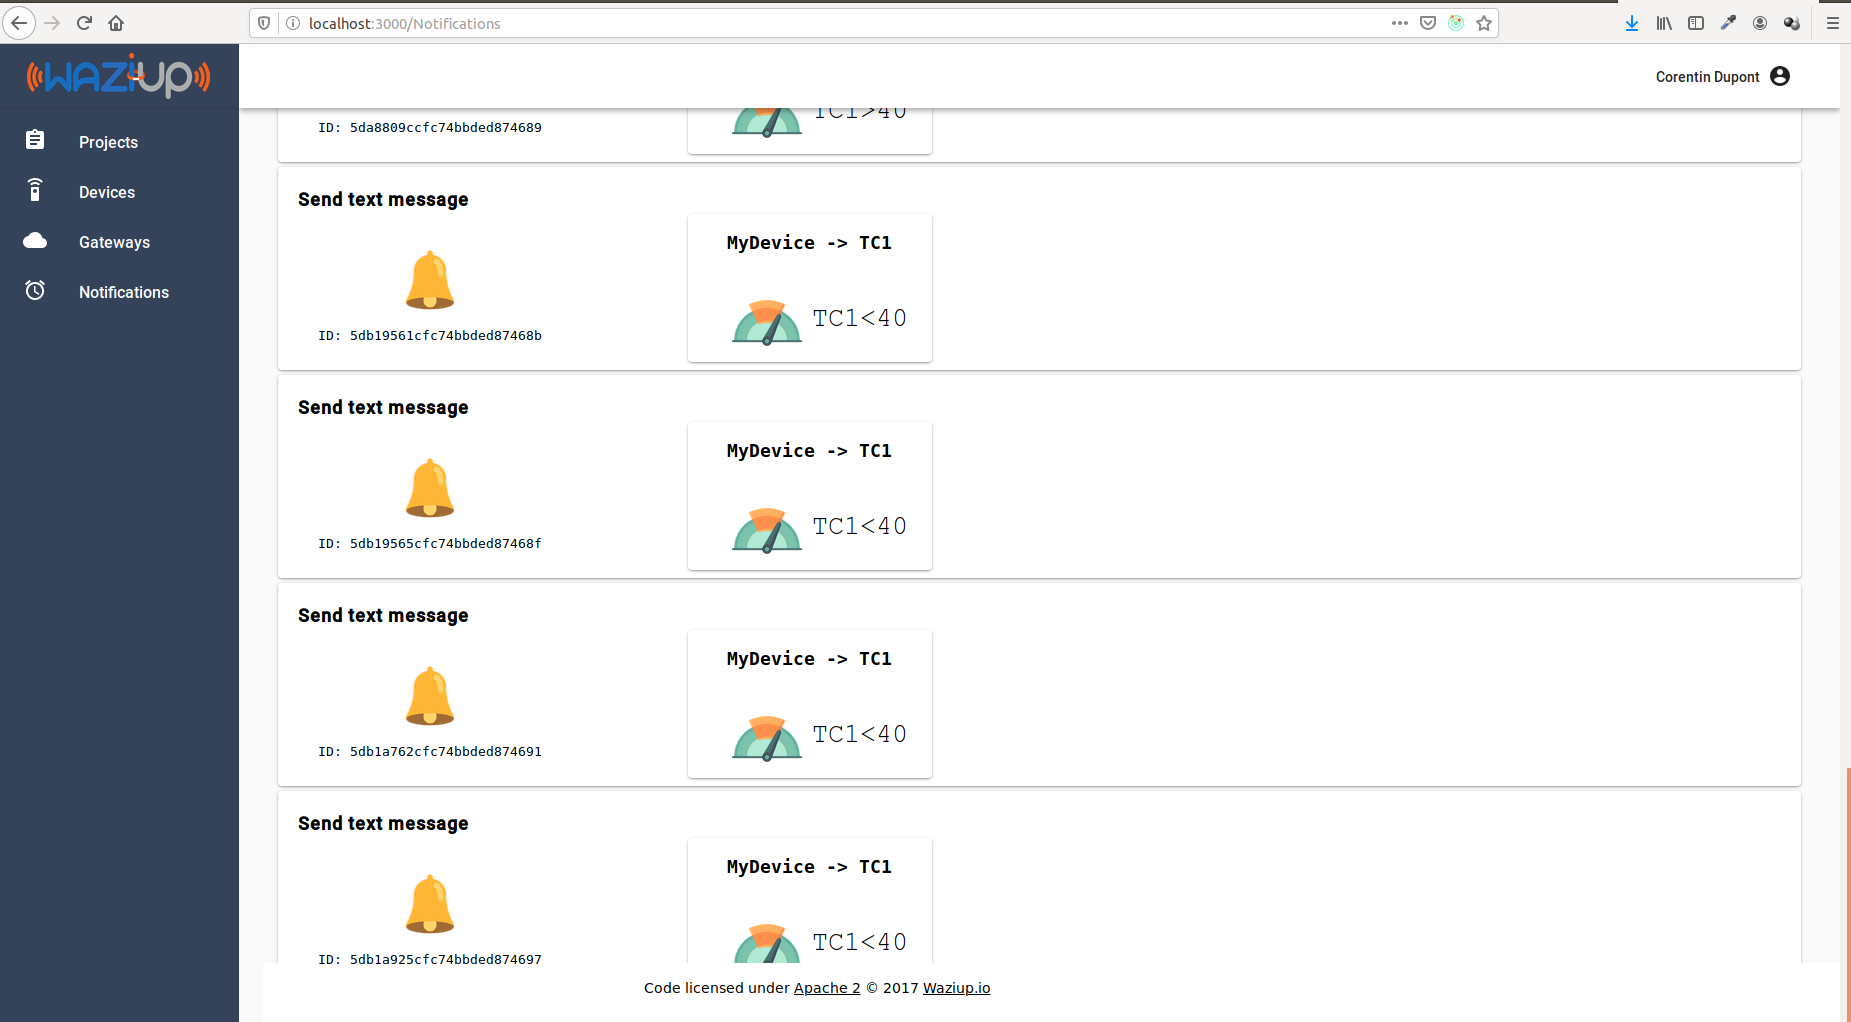 localhost:3000/Notifications
waziup
Corentin Dupont
Projects
Devices
Gateways
Notifications
TC1>40
ID: 5da8809ccfc74bbded874689
Send text message
MyDevice -> TC1
TC1<40
ID: 5db19561cfc74bbded87468b
Send text message
MyDevice -> TC1
TC1<40
ID: 5db19565cfc74bbded87468f
Send text message
MyDevice -> TC1
TC1<40
ID: 5db1a762cfc74bbded874691
Send text message
MyDevice -> TC1
TC1<40
ID: 5db1a925cfc74bbded874697
Code licensed under Apache 2 © 2017 Waziup.io